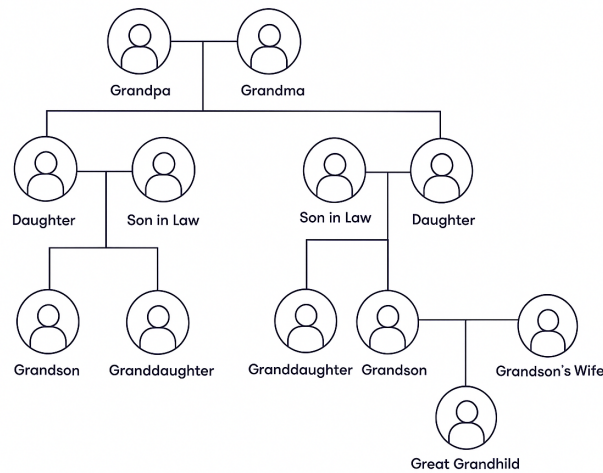 Grandpa
Grandma
Daughter
Son in Law
Son in Law
Daughter
Grandson
Granddaughter
Granddaughter
Grandson
Grandson's Wife
Great Grandhild